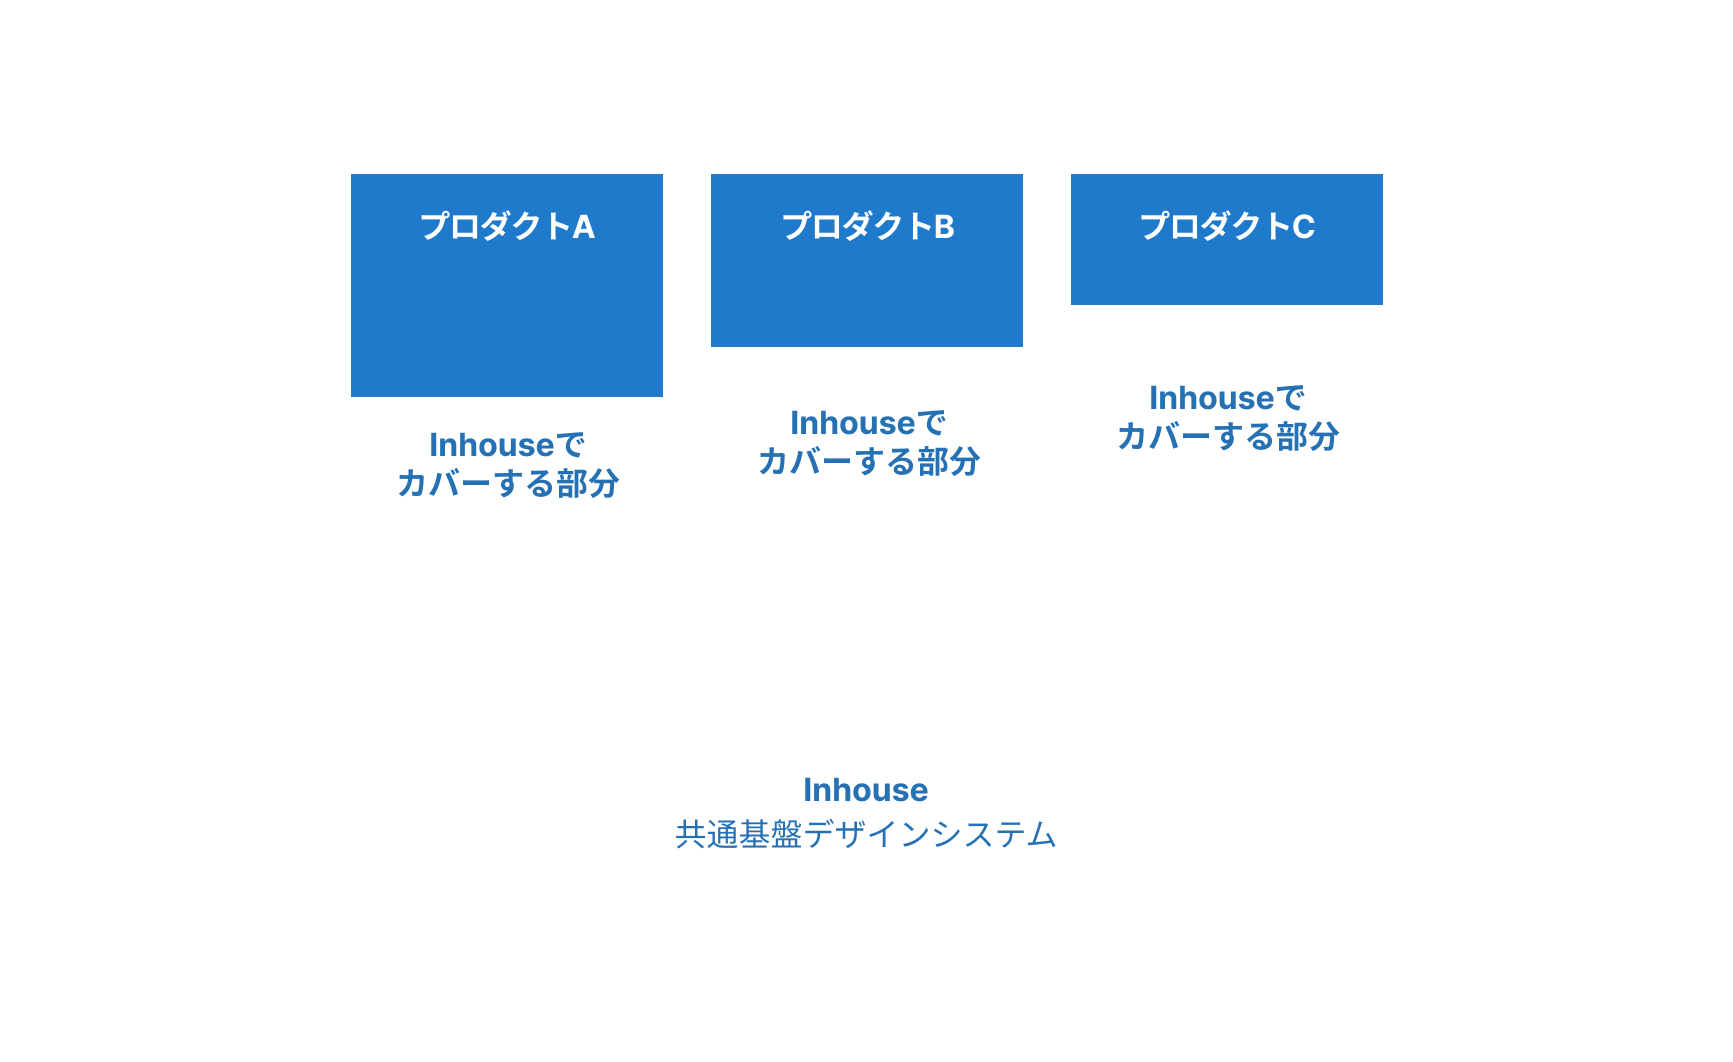 プロダクトA
プロダクトB
プロダクトC
Inhouseで
カバーする部分
Inhouseで
カバーする部分
Inhouseで
カバーする部分
Inhouse
共通基盤デザインシステム